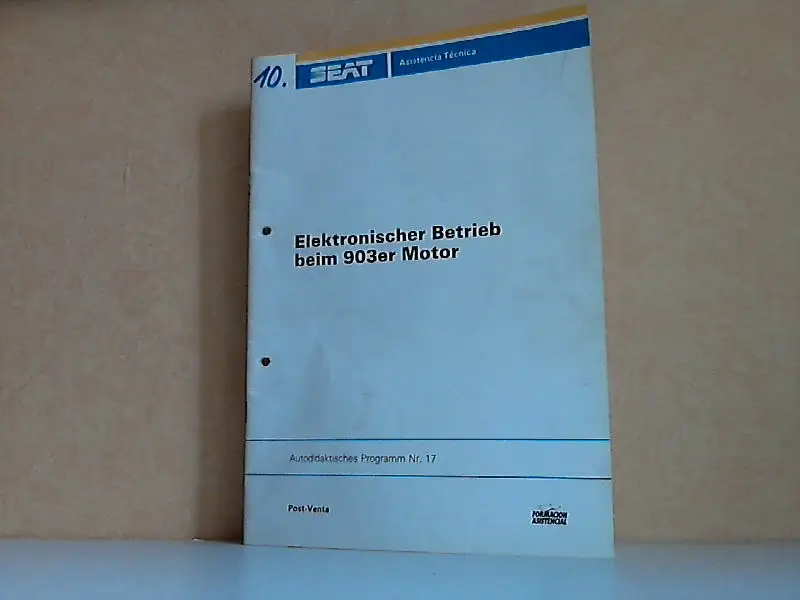 10.
SEAT
Asistencia Técnica
Elektronischer Betrieb
beim 903er Motor
Autodidaktisches Programm Nr. 17
Post-Venta
FORMACION
ASISTENCIAL